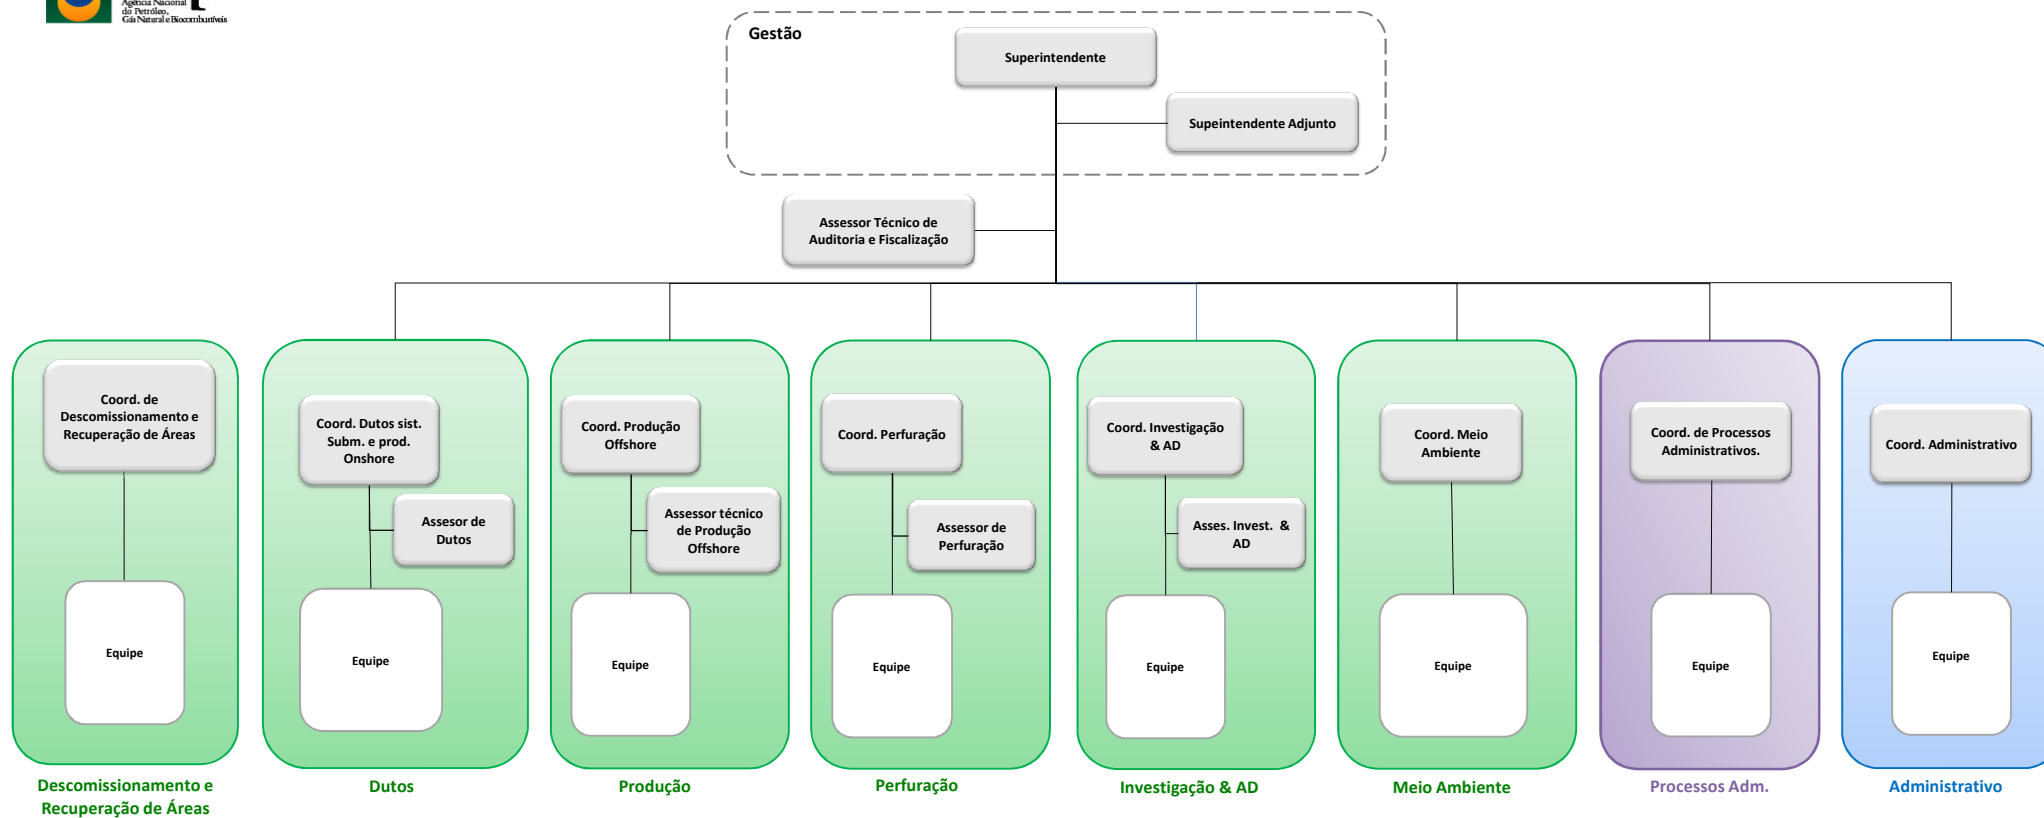 Agência Nacional
do Petróleo,
Gás Natural e Biocombustíveis
Gestão
Superintendente
Supeintendente Adjunto
Assessor Técnico de
Auditoria e Fiscalização
Coord. de
Descomissionamento e
Recuperação de Áreas
Equipe
Descomissionamento e
Recuperação de Áreas
Coord. Dutos sist.
Subm. e prod.
Onshore
Assesor de
Dutos
Equipe
Dutos
Coord. Produção
Offshore
Assessor técnico
de Produção
Offshore
Equipe
Produção
Coord. Perfuração
Assessor de
Perfuração
Equipe
Perfuração
Coord. Investigação
& AD
Asses. Invest. &
AD
Equipe
Investigação & AD
Coord. Meio
Ambiente
Equipe
Meio Ambiente
Coord. de Processos
Administrativos.
Equipe
Processos Adm.
Coord. Administrativo
Equipe
Administrativo